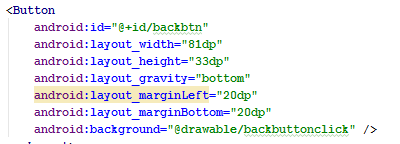 <Button
android:id="@+id/backbtn"
android:layout_width="81dp"
android:layout_height="33dp"
android:layout_gravity="bottom"
android:layout_marginLeft="20dp"
android:layout_marginBottom="20dp"
android:background="@drawable/backbuttonclick" />